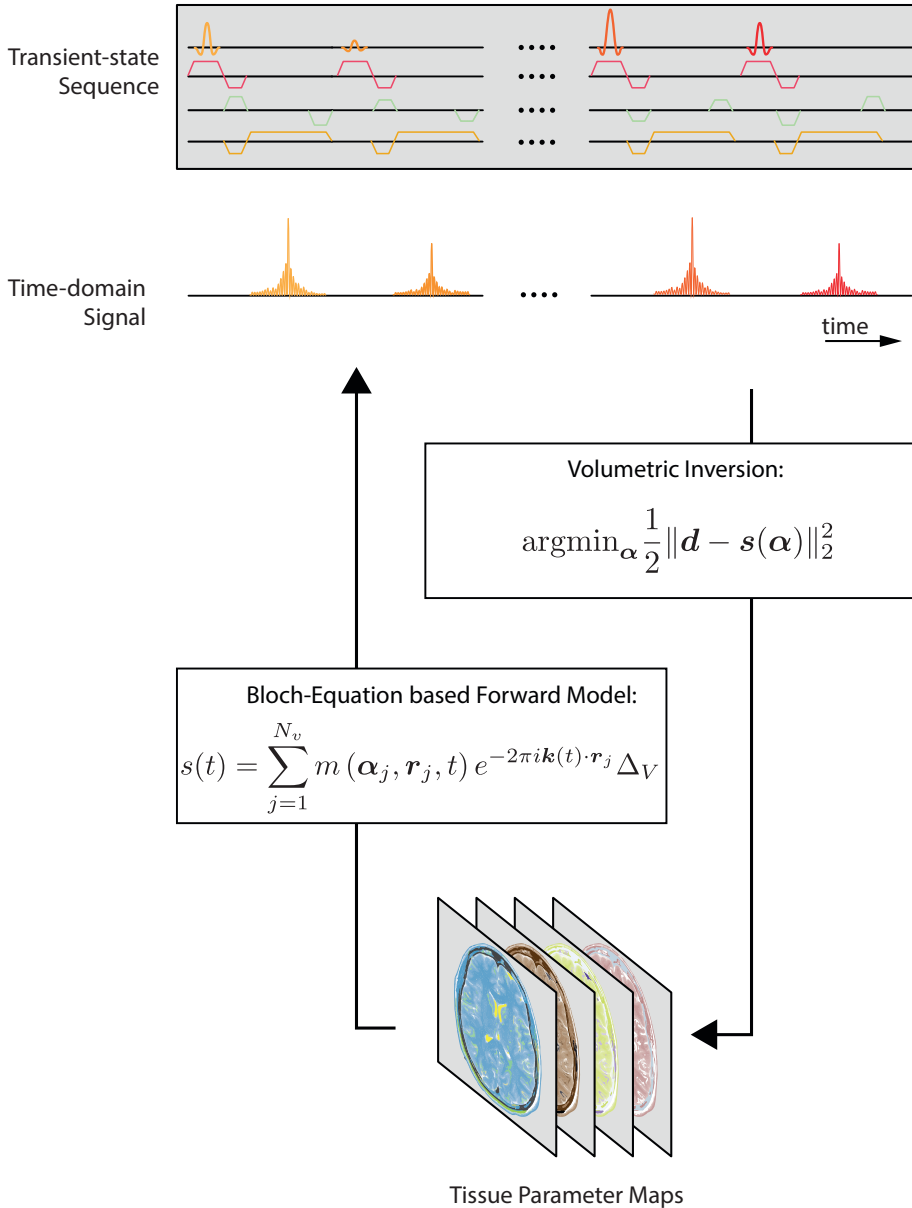 Transient-state
Sequence
Time-domain
Signal
time
Volumetric Inversion:
argmin_𝜶 1/2 ‖𝒅 − 𝒔(𝜶)‖₂²
Bloch-Equation based Forward Model:
s(t) = ∑_{j=1}^{N_v} m (𝜶_j, 𝒓_j, t) e^{−2πi𝒌(t)·𝒓_j} Δ_V
Tissue Parameter Maps